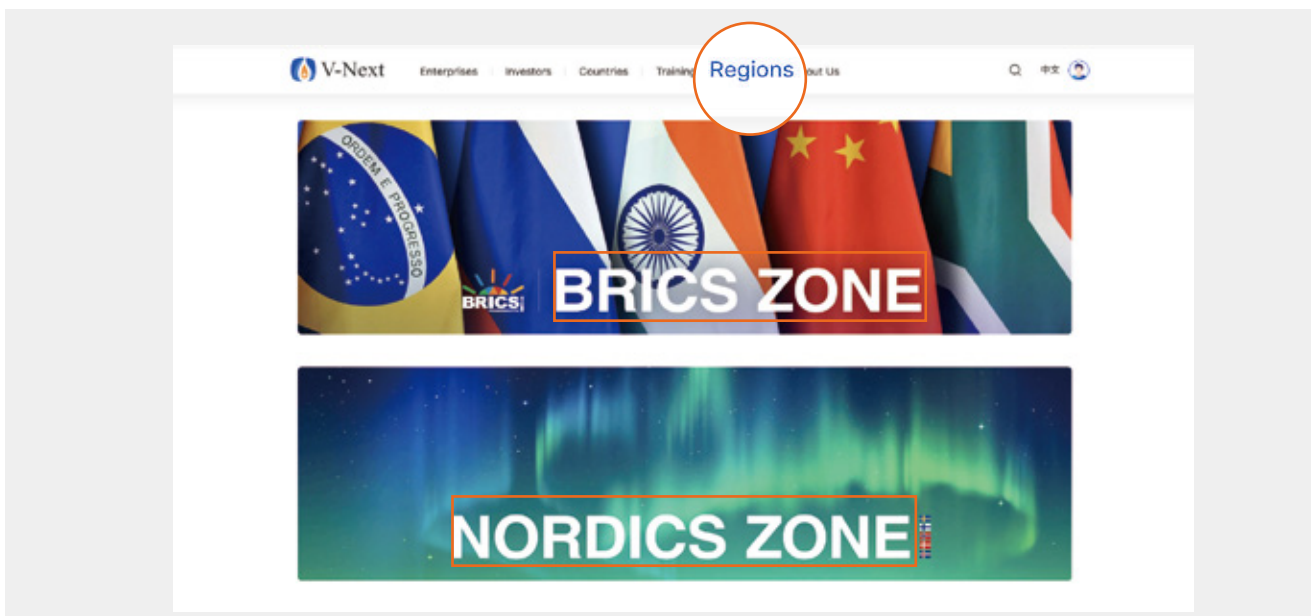 V-Next Enterprises Investors Countries Training Regions out Us 中文
ORDEM E PROGRESSO
BRICS BRICS ZONE
NORDICS ZONE